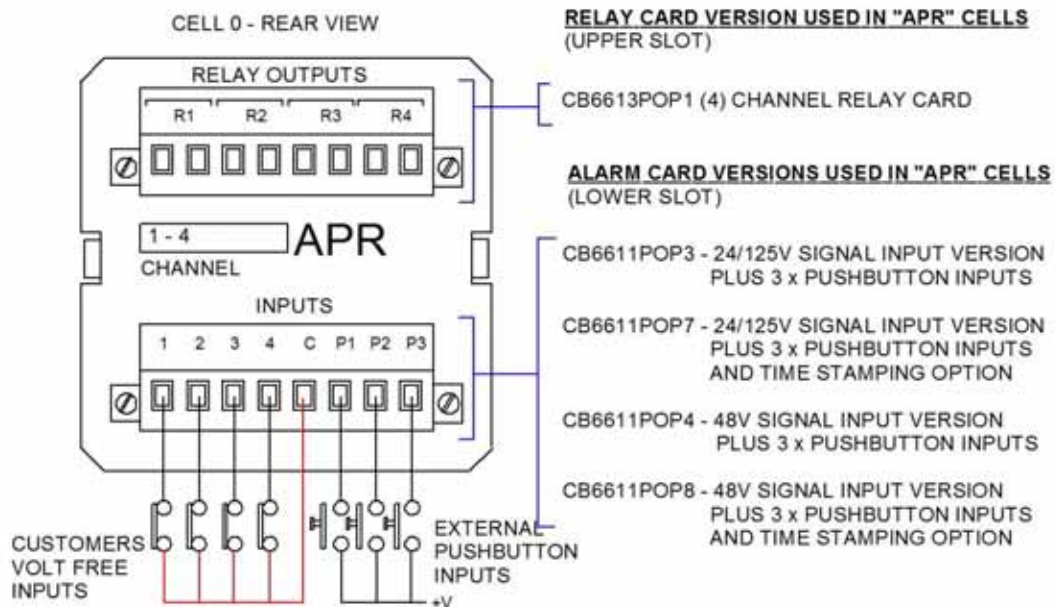 CELL 0 - REAR VIEW
RELAY OUTPUTS
R1 R2 R3 R4
1 - 4
APR
CHANNEL
INPUTS
1 2 3 4 C P1 P2 P3
CUSTOMERS
VOLT FREE
INPUTS
EXTERNAL
PUSHBUTTON
INPUTS
+V
RELAY CARD VERSION USED IN "APR" CELLS
(UPPER SLOT)
CB6613POP1 (4) CHANNEL RELAY CARD
ALARM CARD VERSIONS USED IN "APR" CELLS
(LOWER SLOT)
CB6611POP3 - 24/125V SIGNAL INPUT VERSION
PLUS 3 x PUSHBUTTON INPUTS
CB6611POP7 - 24/125V SIGNAL INPUT VERSION
PLUS 3 x PUSHBUTTON INPUTS
AND TIME STAMPING OPTION
CB6611POP4 - 48V SIGNAL INPUT VERSION
PLUS 3 x PUSHBUTTON INPUTS
CB6611POP8 - 48V SIGNAL INPUT VERSION
PLUS 3 x PUSHBUTTON INPUTS
AND TIME STAMPING OPTION